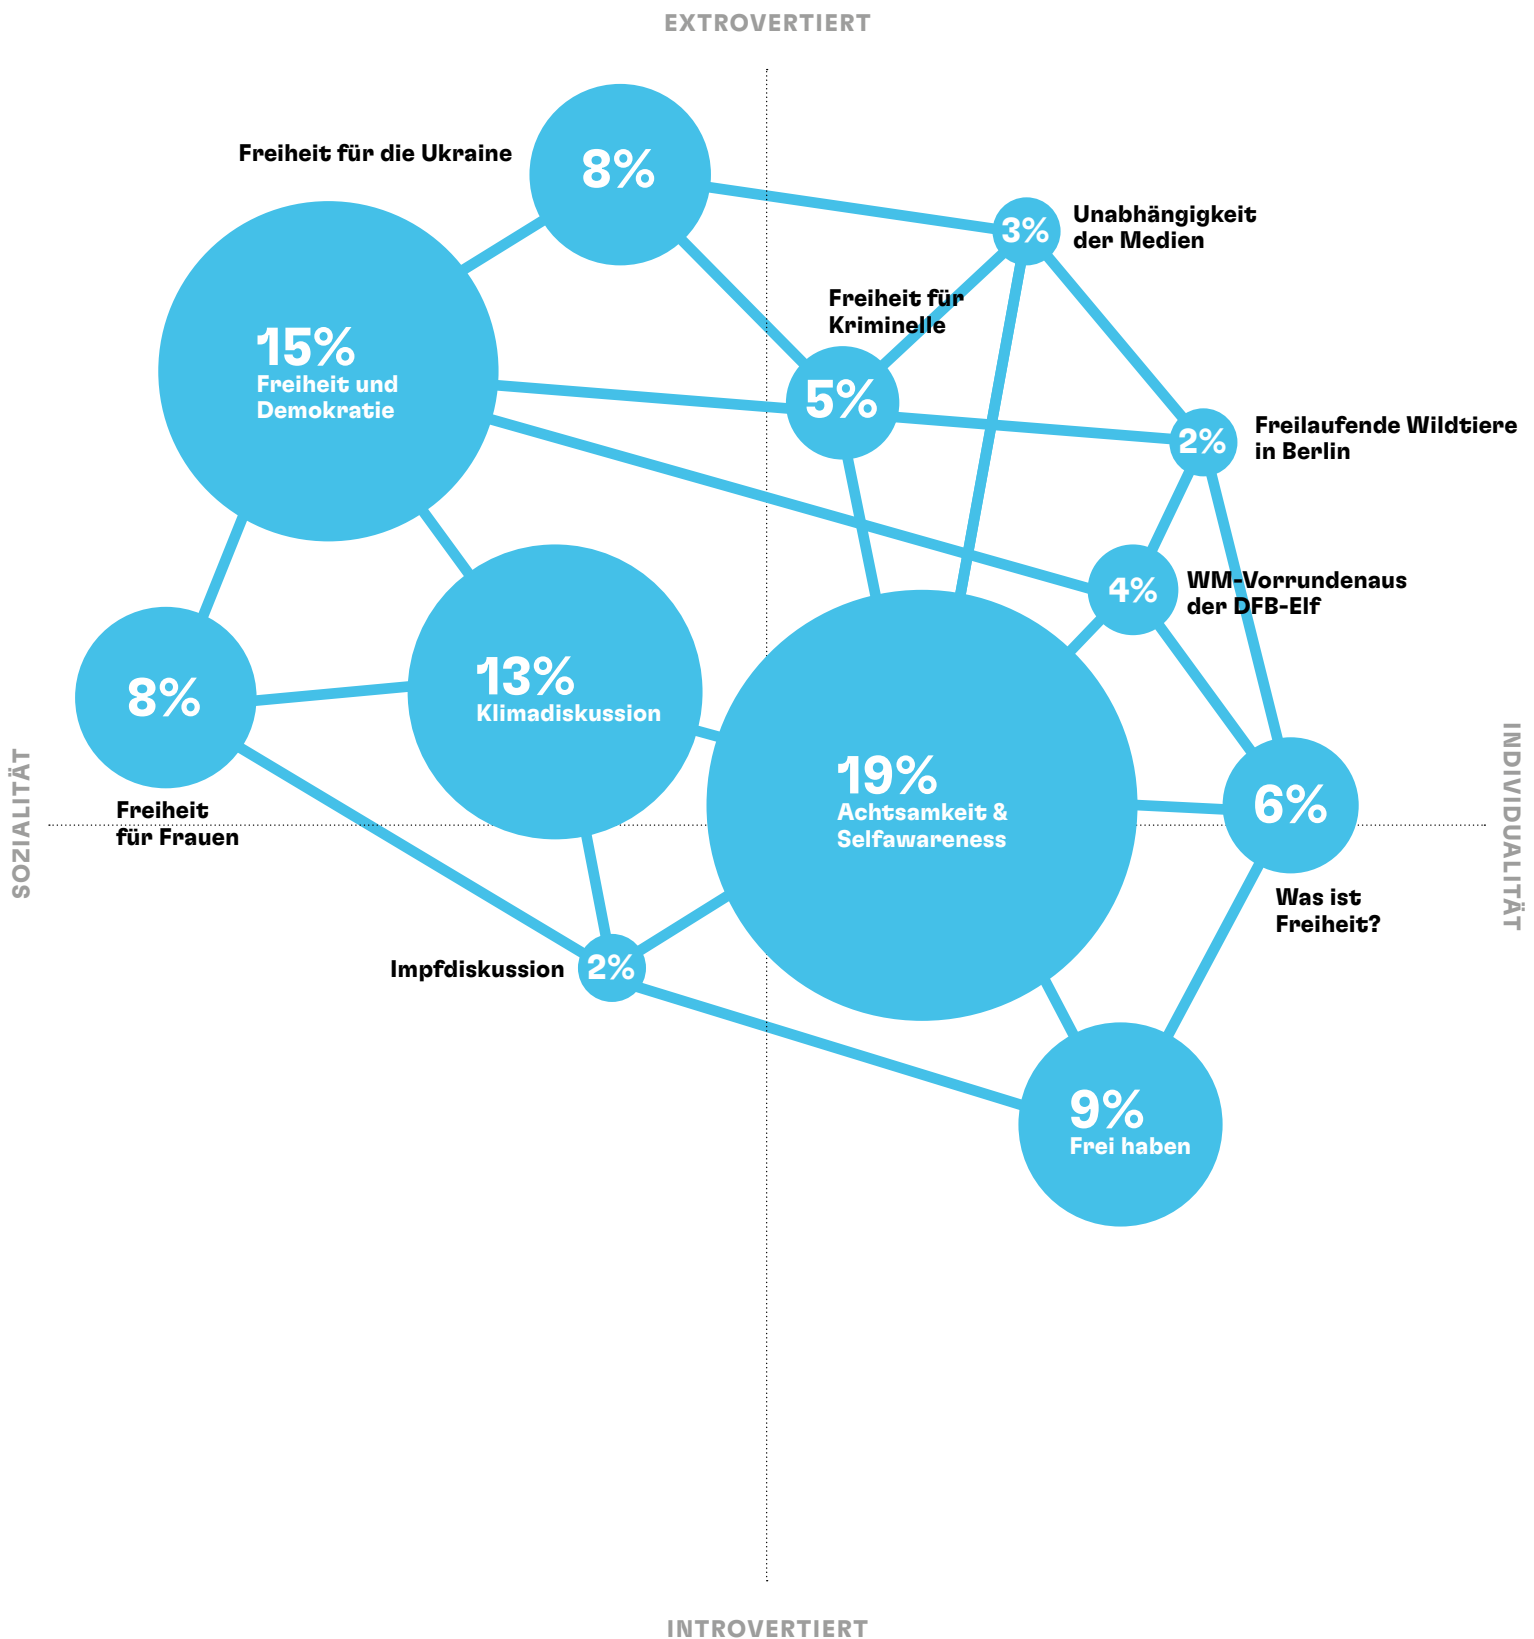 EXTROVERTIERT
Freiheit für die Ukraine
8%
3%
Unabhängigkeit
der Medien
Freiheit für
Kriminelle
15%
Freiheit und
Demokratie
5%
2%
Freilaufende Wildtiere
in Berlin
4%
WM-Vorrundenaus
der DFB-Elf
8%
Freiheit
für Frauen
13%
Klimadiskussion
19%
Achtsamkeit &
Selfawareness
6%
Was ist
Freiheit?
SOZIALITÄT
INDIVIDUALITÄT
Impfdiskussion
2%
9%
Frei haben
INTROVERTIERT